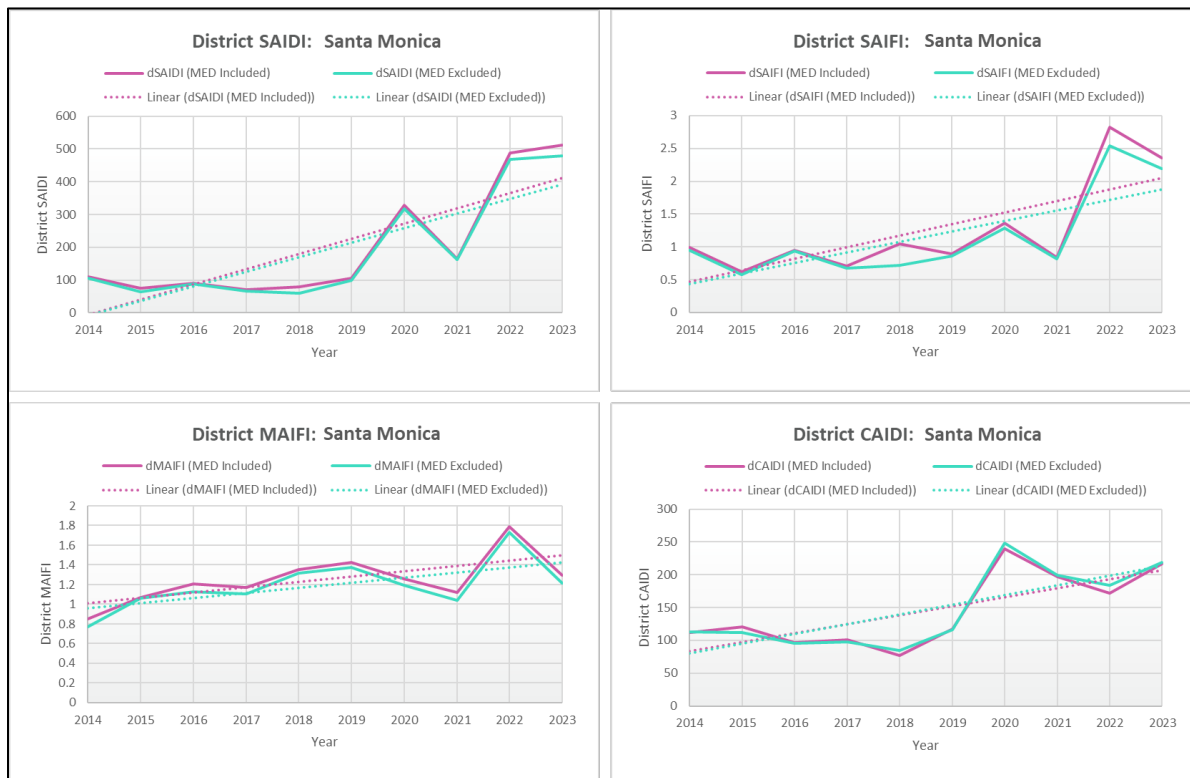 District SAIDI: Santa Monica
dSAIDI (MED Included)
dSAIDI (MED Excluded)
Linear (dSAIDI (MED Included))
Linear (dSAIDI (MED Excluded))
600
500
400
300
200
100
0
District SAIDI
2014 2015 2016 2017 2018 2019 2020 2021 2022 2023
Year
District SAIFI: Santa Monica
dSAIFI (MED Included)
dSAIFI (MED Excluded)
Linear (dSAIFI (MED Included))
Linear (dSAIFI (MED Excluded))
3
2.5
2
1.5
1
0.5
0
District SAIFI
2014 2015 2016 2017 2018 2019 2020 2021 2022 2023
Year
District MAIFI: Santa Monica
dMAIFI (MED Included)
dMAIFI (MED Excluded)
Linear (dMAIFI (MED Included))
Linear (dMAIFI (MED Excluded))
2
1.8
1.6
1.4
1.2
1
0.8
0.6
0.4
0.2
0
District MAIFI
2014 2015 2016 2017 2018 2019 2020 2021 2022 2023
Year
District CAIDI: Santa Monica
dCAIDI (MED Included)
dCAIDI (MED Excluded)
Linear (dCAIDI (MED Included))
Linear (dCAIDI (MED Excluded))
300
250
200
150
100
50
0
District CAIDI
2014 2015 2016 2017 2018 2019 2020 2021 2022 2023
Year